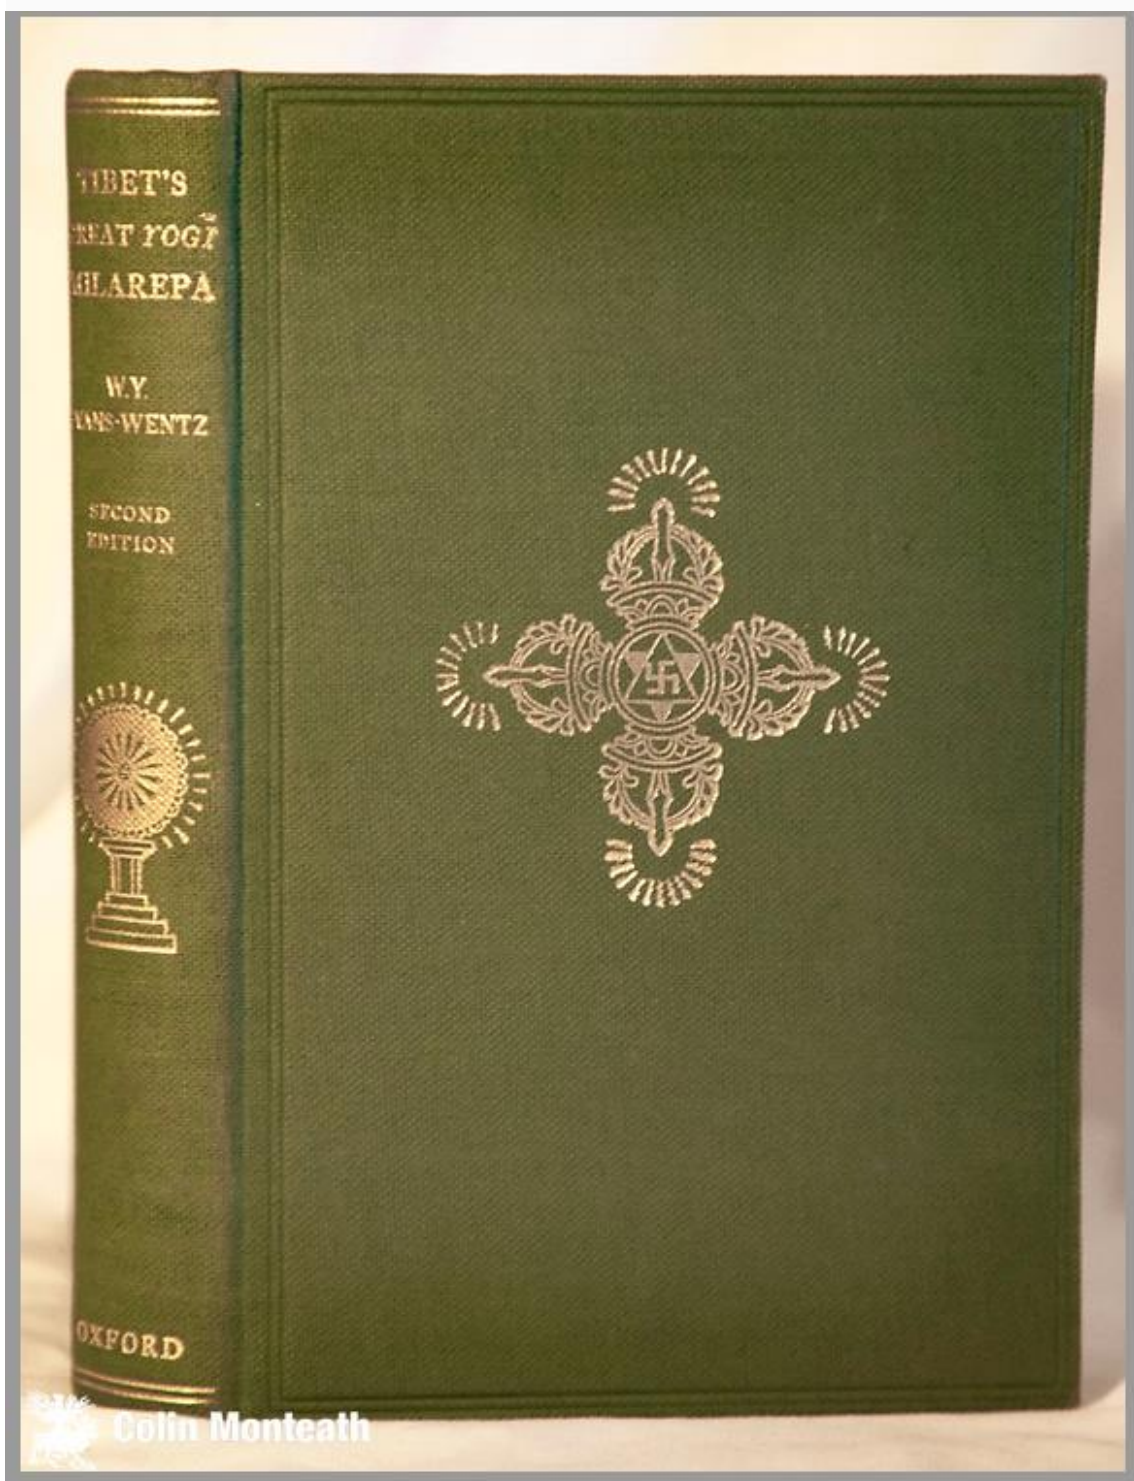 TIBET'S
GREAT YOGĪ
MILAREPA
W.Y.
EVANS-WENTZ
SECOND
EDITION
OXFORD
Colin Monteath